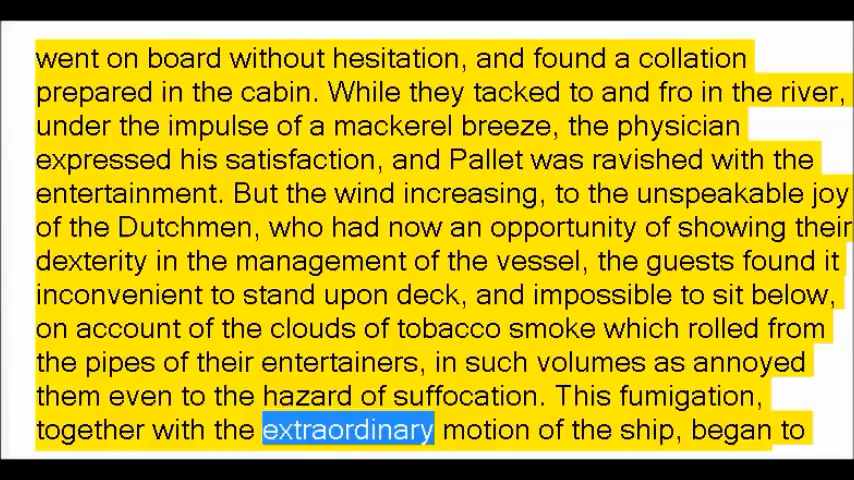 went on board without hesitation, and found a collation
prepared in the cabin. While they tacked to and fro in the river,
under the impulse of a mackerel breeze, the physician
expressed his satisfaction, and Pallet was ravished with the
entertainment. But the wind increasing, to the unspeakable joy
of the Dutchmen, who had now an opportunity of showing their
dexterity in the management of the vessel, the guests found it
inconvenient to stand upon deck, and impossible to sit below,
on account of the clouds of tobacco smoke which rolled from
the pipes of their entertainers, in such volumes as annoyed
them even to the hazard of suffocation. This fumigation,
together with the extraordinary motion of the ship, began to